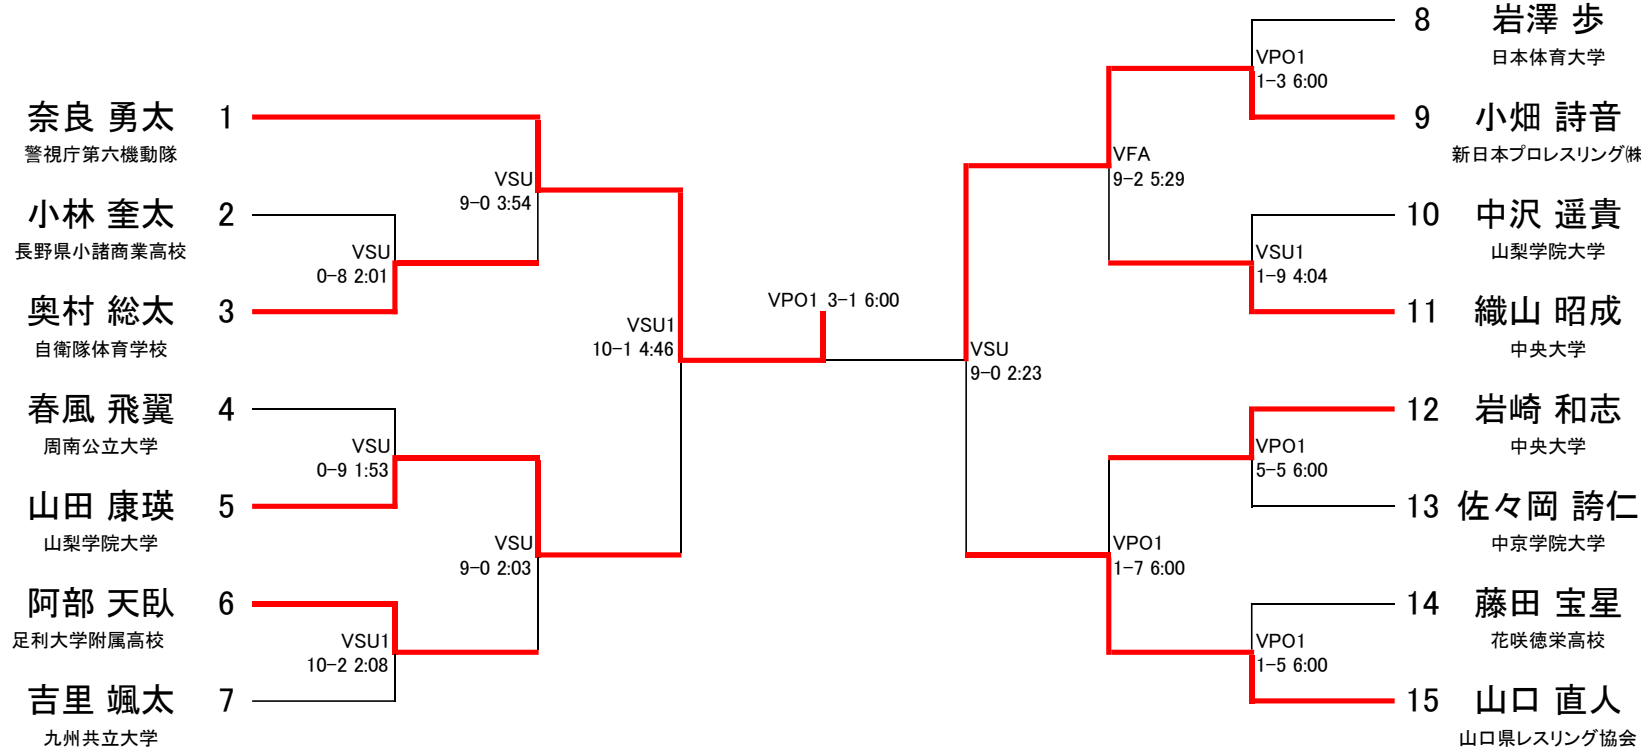 奈良 勇太 1
警視庁第六機動隊
小林 奎太 2
長野県小諸商業高校
奥村 総太 3
自衛隊体育学校
春風 飛翼 4
周南公立大学
山田 康瑛 5
山梨学院大学
阿部 天臥 6
足利大学附属高校
吉里 颯太 7
九州共立大学
VSU
0-8 2:01
VSU
0-9 1:53
VSU1
10-2 2:08
VSU
9-0 3:54
VSU
9-0 2:03
VSU1
10-1 4:46
VPO1 3-1 6:00
VSU
9-0 2:23
VFA
9-2 5:29
VPO1
1-7 6:00
VPO1
1-3 6:00
VSU1
1-9 4:04
VPO1
5-5 6:00
VPO1
1-5 6:00
8 岩澤 歩
日本体育大学
9 小畑 詩音
新日本プロレスリング㈱
10 中沢 遥貴
山梨学院大学
11 織山 昭成
中央大学
12 岩崎 和志
中央大学
13 佐々岡 誇仁
中京学院大学
14 藤田 宝星
花咲徳栄高校
15 山口 直人
山口県レスリング協会